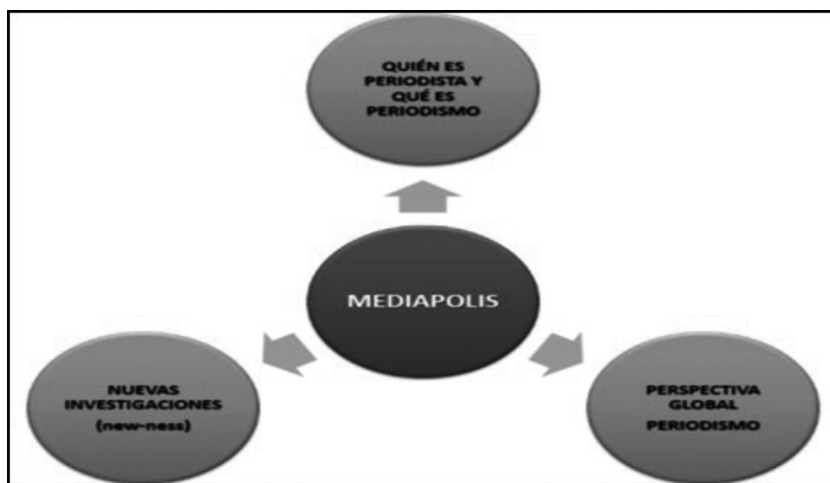 QUIÉN ES
PERIODISTA Y
QUÉ ES
PERIODISMO
MEDIAPOLIS
NUEVAS
INVESTIGACIONES
(new-ness)
PERSPECTIVA
GLOBAL
PERIODISMO